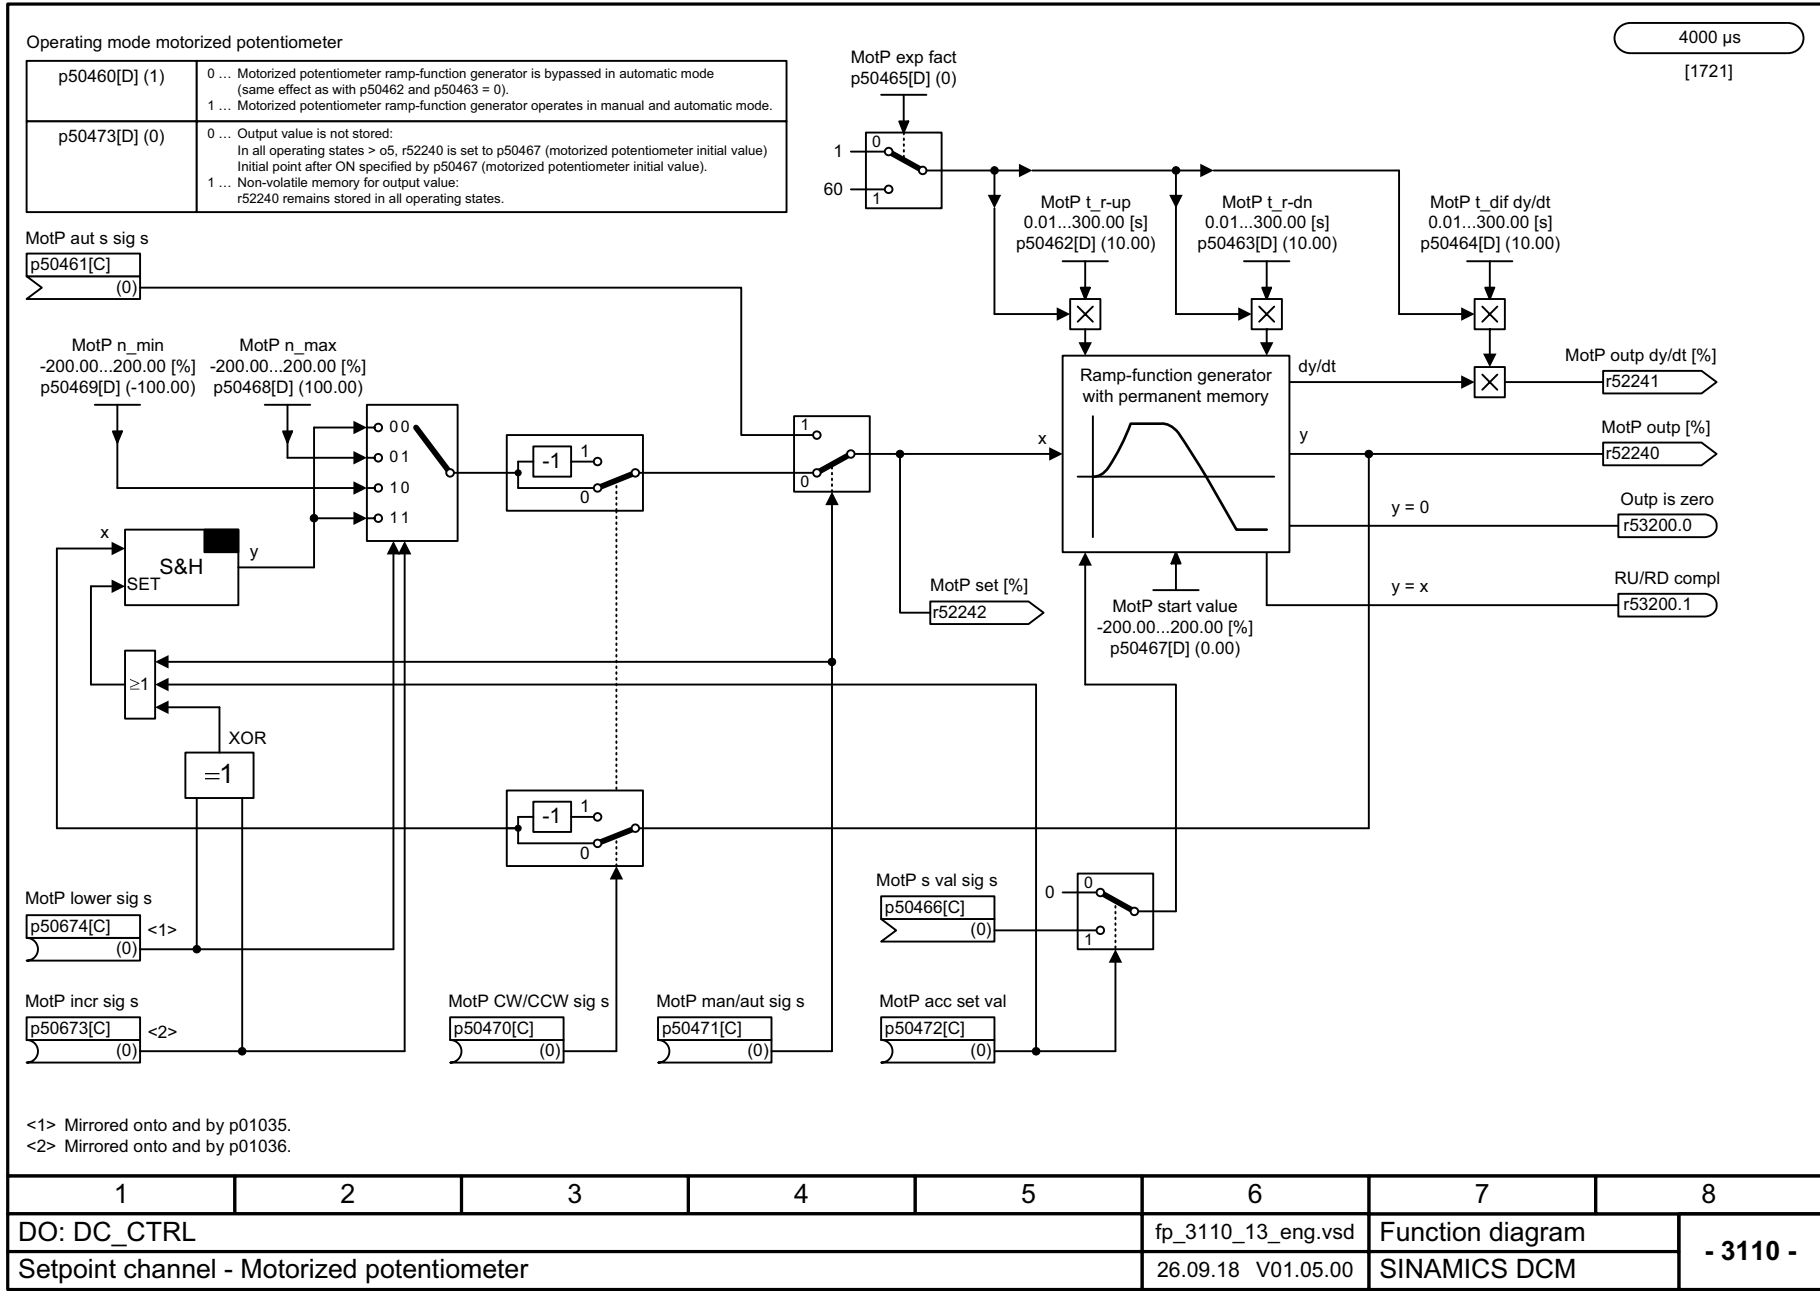 Operating mode motorized potentiometer
p50460[D] (1)
0 … Motorized potentiometer ramp-function generator is bypassed in automatic mode
(same effect as with p50462 and p50463 = 0).
1 … Motorized potentiometer ramp-function generator operates in manual and automatic mode.
p50473[D] (0)
0 … Output value is not stored:
In all operating states > o5, r52240 is set to p50467 (motorized potentiometer initial value)
Initial point after ON specified by p50467 (motorized potentiometer initial value).
1 … Non-volatile memory for output value:
r52240 remains stored in all operating states.
MotP exp fact
p50465[D] (0)
4000 µs
[1721]
1
0
60
1
MotP t_r-up
0.01...300.00 [s]
p50462[D] (10.00)
MotP t_r-dn
0.01...300.00 [s]
p50463[D] (10.00)
MotP t_dif dy/dt
0.01...300.00 [s]
p50464[D] (10.00)
MotP aut s sig s
p50461[C]
(0)
MotP n_min
-200.00...200.00 [%]
p50469[D] (-100.00)
MotP n_max
-200.00...200.00 [%]
p50468[D] (100.00)
00
01
10
11
-1
1
0
1
0
x
Ramp-function generator
with permanent memory
dy/dt
MotP outp dy/dt [%]
r52241
y
MotP outp [%]
r52240
y = 0
Outp is zero
r53200.0
y = x
RU/RD compl
r53200.1
x
S&H
SET
y
MotP set [%]
r52242
MotP start value
-200.00...200.00 [%]
p50467[D] (0.00)
≥1
XOR
=1
-1
1
0
MotP lower sig s
p50674[C]
(0)
<1>
MotP s val sig s
p50466[C]
(0)
0
0
1
MotP incr sig s
p50673[C]
(0)
<2>
MotP CW/CCW sig s
p50470[C]
(0)
MotP man/aut sig s
p50471[C]
(0)
MotP acc set val
p50472[C]
(0)
<1> Mirrored onto and by p01035.
<2> Mirrored onto and by p01036.
1 2 3 4 5 6 7 8
DO: DC_CTRL
fp_3110_13_eng.vsd
Function diagram
- 3110 -
Setpoint channel - Motorized potentiometer
26.09.18 V01.05.00
SINAMICS DCM